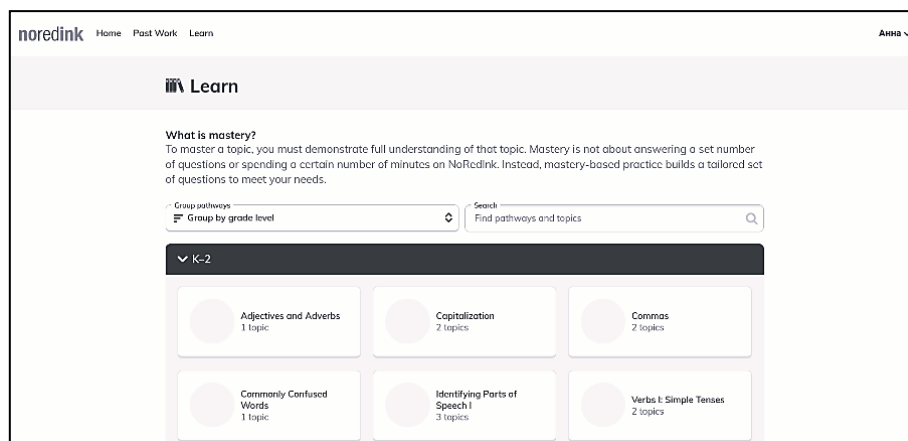 noredink Home Past Work Learn Анна
Learn
What is mastery?
To master a topic, you must demonstrate full understanding of that topic. Mastery is not about answering a set number
of questions or spending a certain number of minutes on NoRedInk. Instead, mastery-based practice builds a tailored set
of questions to meet your needs.
Group pathways Search
Group by grade level Find pathways and topics
K–2
Adjectives and Adverbs
1 topic
Capitalization
2 topics
Commas
2 topics
Commonly Confused
Words
1 topic
Identifying Parts of
Speech I
3 topics
Verbs I: Simple Tenses
2 topics